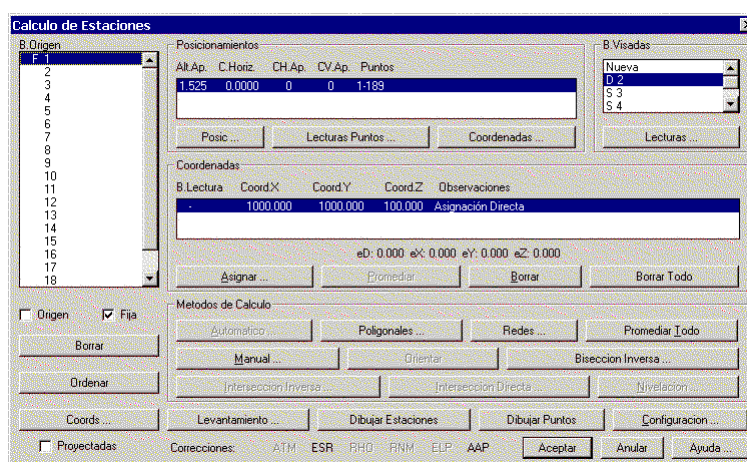 Calculo de Estaciones
B.Origen
F 1
2
3
4
5
6
7
8
9
10
11
12
13
14
15
16
17
18
Origen Fija
Borrar
Ordenar
Coords ...
Proyectadas
Posicionamientos
Alt.Ap. C.Horiz. CH.Ap. CV.Ap. Puntos
1.525 0.0000 0 0 1-189
Posic ... Lecturas Puntos ... Coordenadas ...
B.Visadas
Nueva
D 2
S 3
S 4
Lecturas ...
Coordenadas
B.Lectura Coord.X Coord.Y Coord.Z Observaciones
- 1000.000 1000.000 100.000 Asignación Directa
eD: 0.000 eX: 0.000 eY: 0.000 eZ: 0.000
Asignar ... Promediar Borrar Borrar Todo
Metodos de Calculo
Automatico ... Poligonales ... Redes ... Promediar Todo
Manual ... Orientar Biseccion Inversa ...
Interseccion Inversa ... Interseccion Directa ... Nivelacion ...
Levantamiento ... Dibujar Estaciones Dibujar Puntos Configuracion ...
Correcciones: ATM ESR RHO RNM ELP AAP Aceptar Anular Ayuda ...